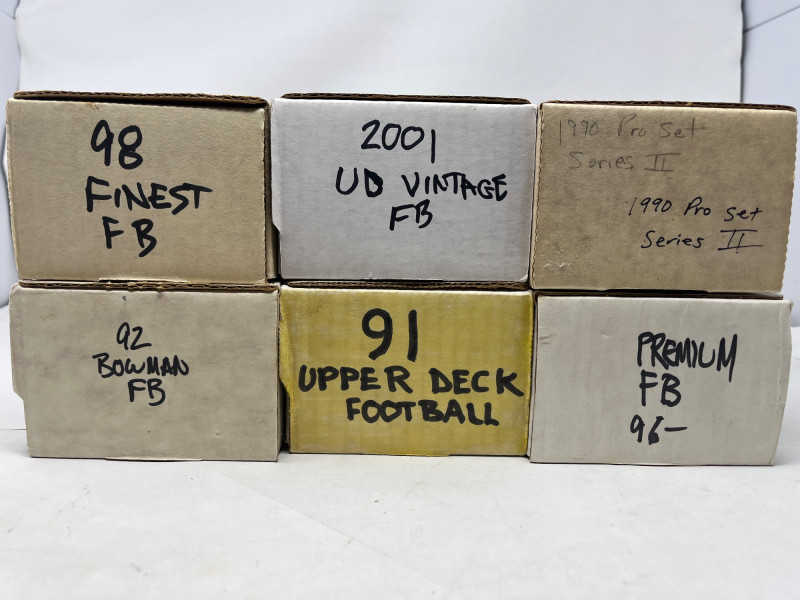 98
FINEST
FB
2001
UD VINTAGE
FB
1990 Pro Set
Series II
1990 Pro Set
Series II
92
BOWMAN
FB
91
UPPER DECK
FOOTBALL
PREMIUM
FB
96-